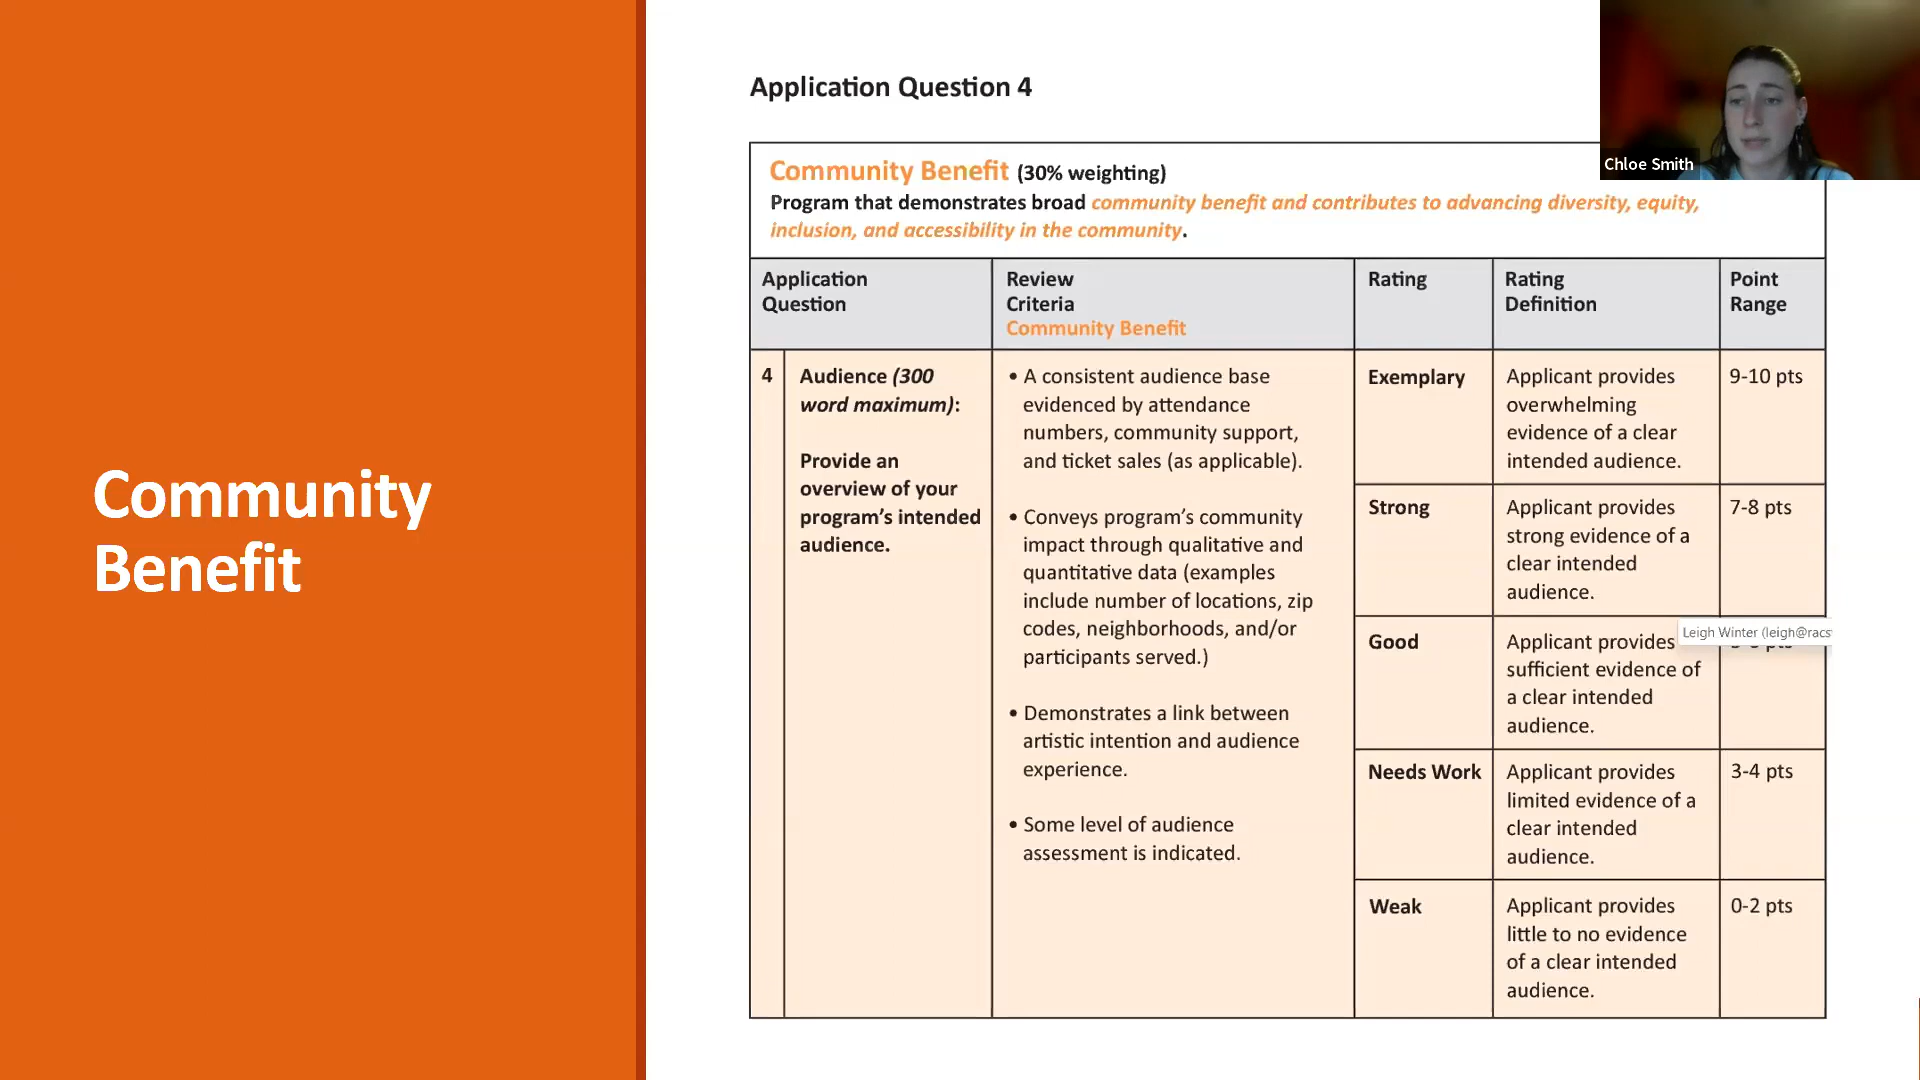 Community
Benefit
Application Question 4
Chloe Smith
Community Benefit (30% weighting)
Program that demonstrates broad community benefit and contributes to advancing diversity, equity,
inclusion, and accessibility in the community.
Application
Question
Review
Criteria
Community Benefit
Rating
Rating
Definition
Point
Range
4
Audience (300
word maximum):
Provide an
overview of your
program’s intended
audience.
• A consistent audience base
evidenced by attendance
numbers, community support,
and ticket sales (as applicable).
• Conveys program’s community
impact through qualitative and
quantitative data (examples
include number of locations, zip
codes, neighborhoods, and/or
participants served.)
• Demonstrates a link between
artistic intention and audience
experience.
• Some level of audience
assessment is indicated.
Exemplary
Applicant provides
overwhelming
evidence of a clear
intended audience.
9-10 pts
Strong
Applicant provides
strong evidence of a
clear intended
audience.
7-8 pts
Good
Applicant provides
sufficient evidence of
a clear intended
audience.
Leigh Winter (leigh@racs
Needs Work
Applicant provides
limited evidence of a
clear intended
audience.
3-4 pts
Weak
Applicant provides
little to no evidence
of a clear intended
audience.
0-2 pts